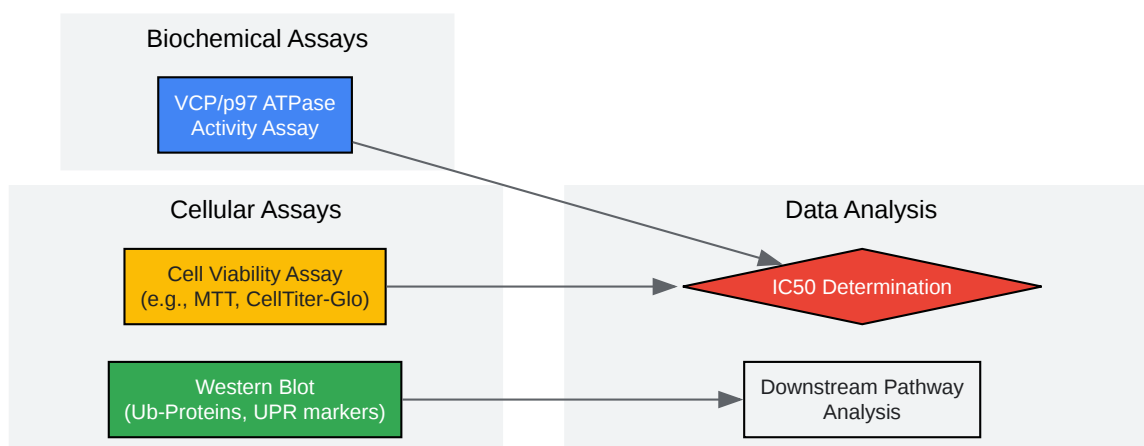 Biochemical Assays
VCP/p97 ATPase
Activity Assay
Cellular Assays
Cell Viability Assay
(e.g., MTT, CellTiter-Glo)
Western Blot
(Ub-Proteins, UPR markers)
Data Analysis
IC50 Determination
Downstream Pathway
Analysis